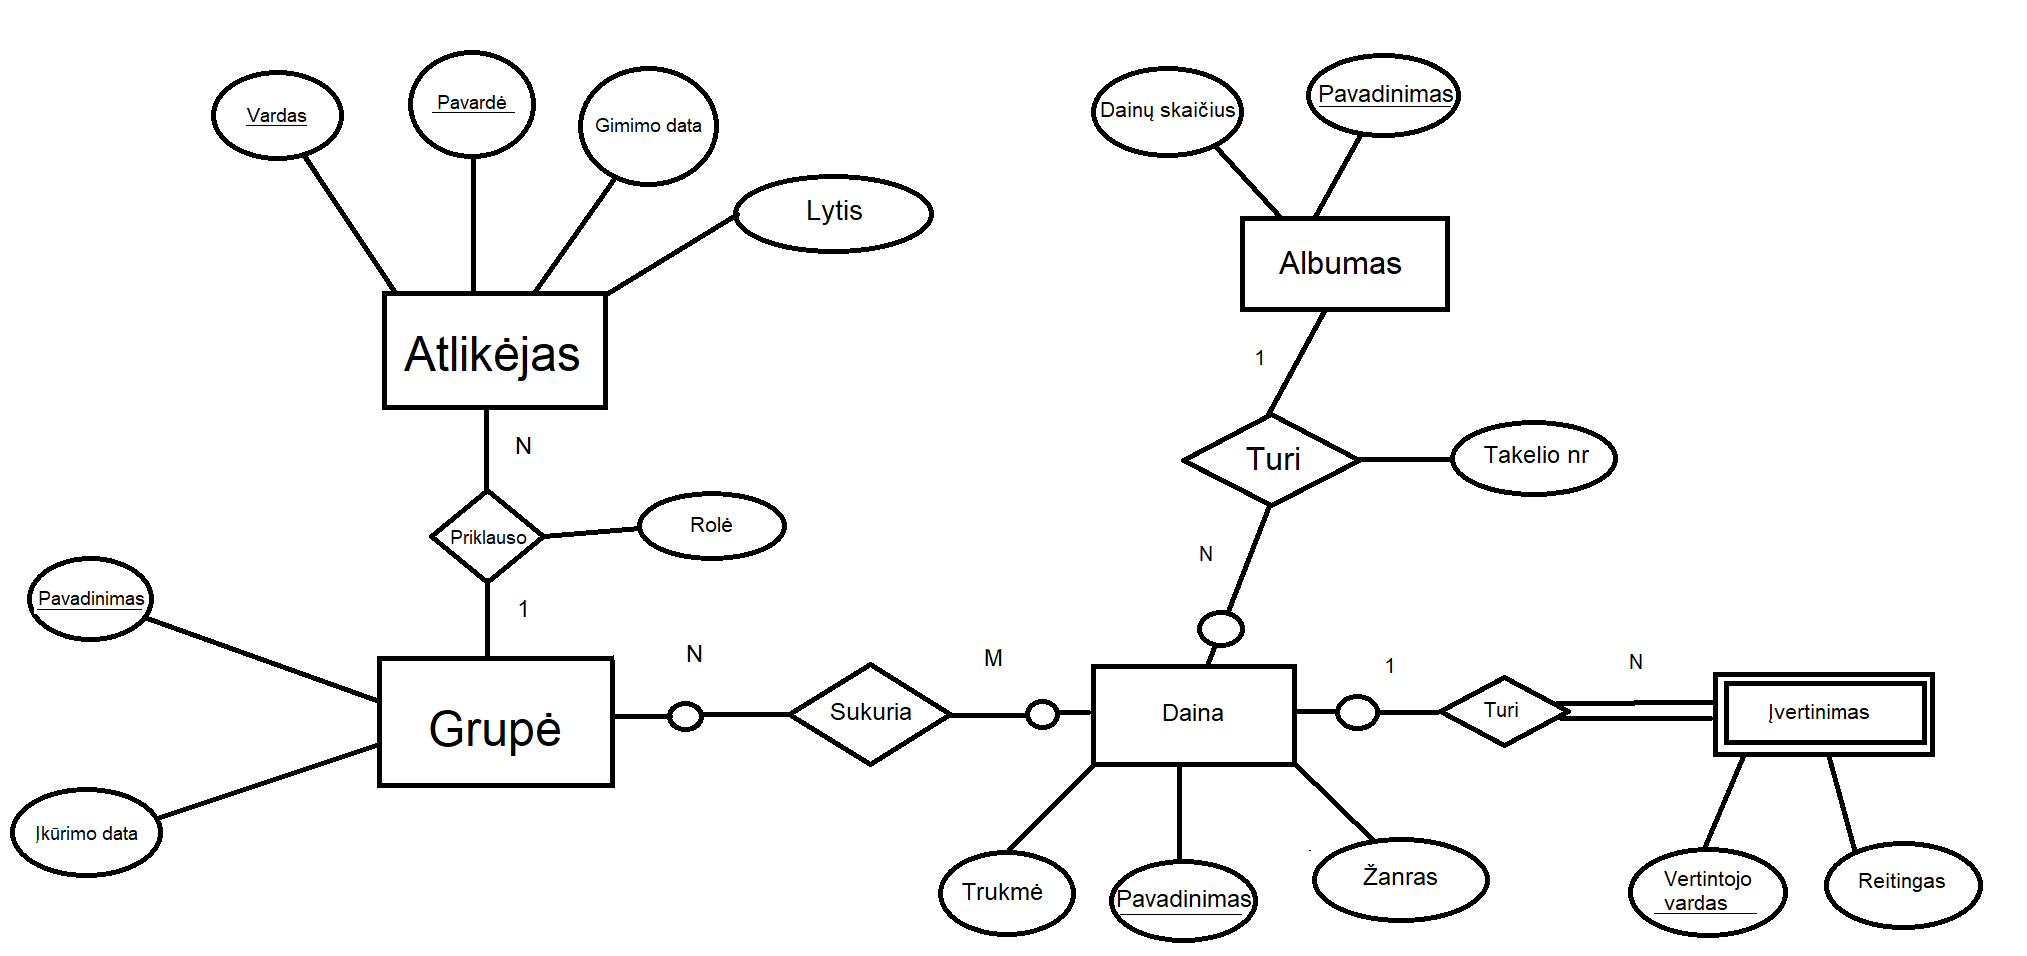 Vardas
Pavardė
Gimimo data
Lytis
Dainų skaičius
Pavadinimas
Atlikėjas
Albumas
N
1
Priklauso
Rolė
Turi
Takelio nr
Pavadinimas
1
N
Grupė
N
Sukuria
M
Daina
1
Turi
N
Įvertinimas
Įkūrimo data
Trukmė
Pavadinimas
Žanras
Vertintojo
vardas
Reitingas